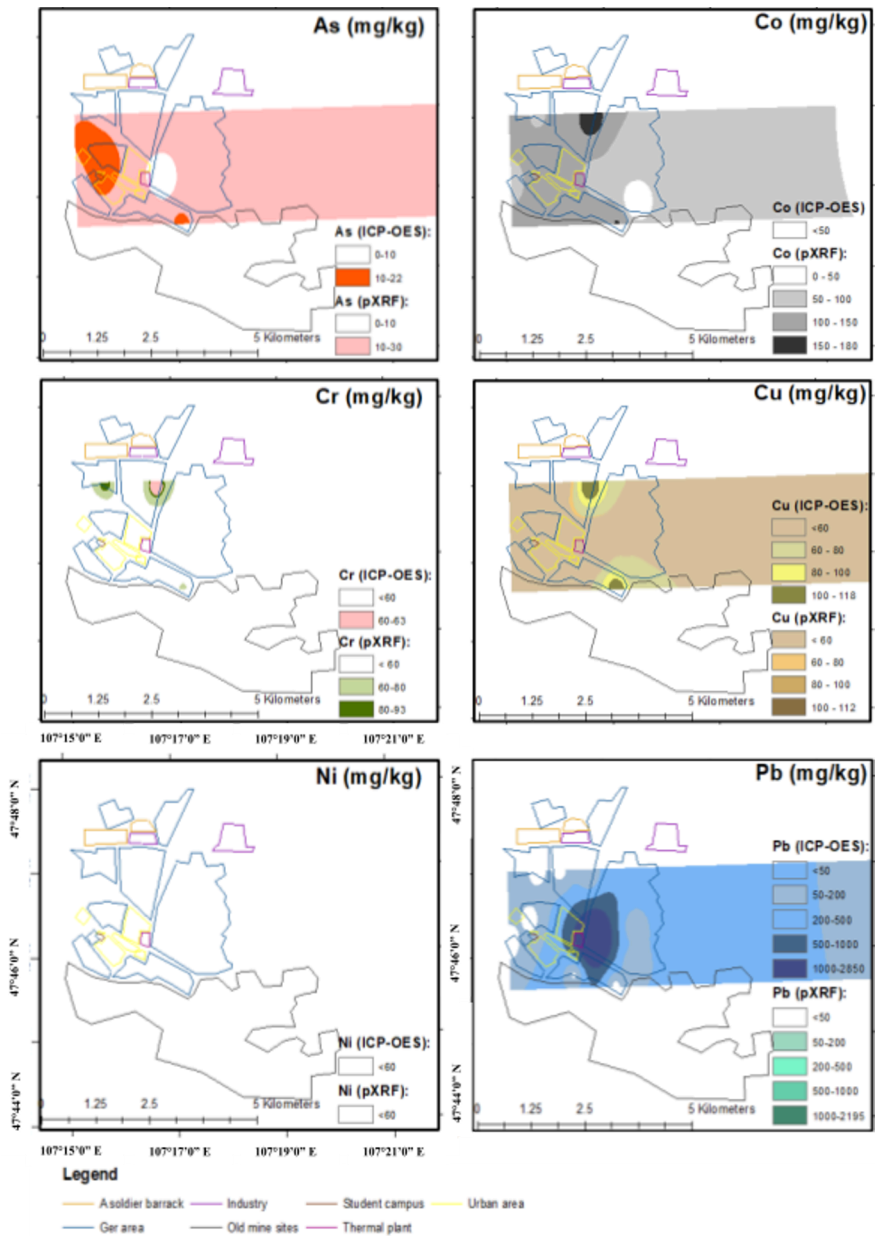 As (mg/kg)
As (ICP-OES):
0-10
10-22
As (pXRF):
0-10
10-30
0 1.25 2.5 5 Kilometers
Co (mg/kg)
Co (ICP-OES)
<50
Co (pXRF)
0 - 50
50 - 100
100 - 150
150 - 180
0 1.25 2.5 5 Kilometers
Cr (mg/kg)
Cr (ICP-OES):
<60
60-63
Cr (pXRF):
< 60
60-80
80-93
0 1.25 2.5 5 Kilometers
107°15'0" E 107°17'0" E 107°19'0" E 107°21'0" E
Cu (mg/kg)
Cu (ICP-OES):
<60
60 - 80
80 - 100
100 - 118
Cu (pXRF):
< 60
60 - 80
80 - 100
100 - 112
0 1.25 2.5 5 Kilometers
Ni (mg/kg)
47°48'0" N
47°46'0" N
47°44'0" N
Ni (ICP-OES):
<60
Ni (pXRF):
<60
0 1.25 2.5 5 Kilometers
107°15'0" E 107°17'0" E 107°19'0" E 107°21'0" E
Pb (mg/kg)
47°48'0" N
47°46'0" N
47°44'0" N
Pb (ICP-OES):
<50
50-200
200-500
500-1000
1000-2850
Pb (pXRF):
<50
50-200
200-500
500-1000
1000-2195
0 1.25 2.5 5 Kilometers
Legend
A soldier barrack Industry Student campus Urban area
Ger area Old mine sites Thermal plant